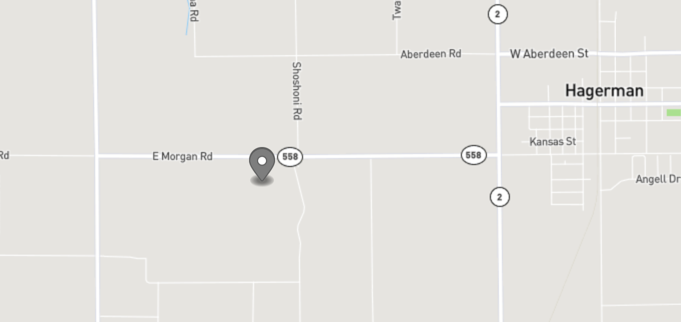 2
Aberdeen Rd
W Aberdeen St
Shoshoni Rd
Hagerman
Kansas St
Rd
E Morgan Rd
558
558
Angell Dr
2